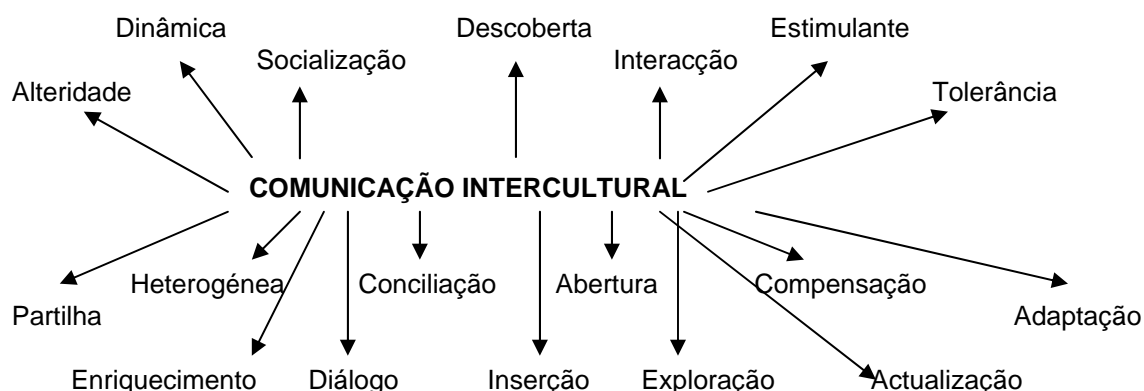 Dinâmica
Descoberta
Estimulante
Socialização
Interacção
Alteridade
Tolerância
COMUNICAÇÃO INTERCULTURAL
Heterogénea
Conciliação
Abertura
Compensação
Partilha
Adaptação
Enriquecimento
Diálogo
Inserção
Exploração
Actualização